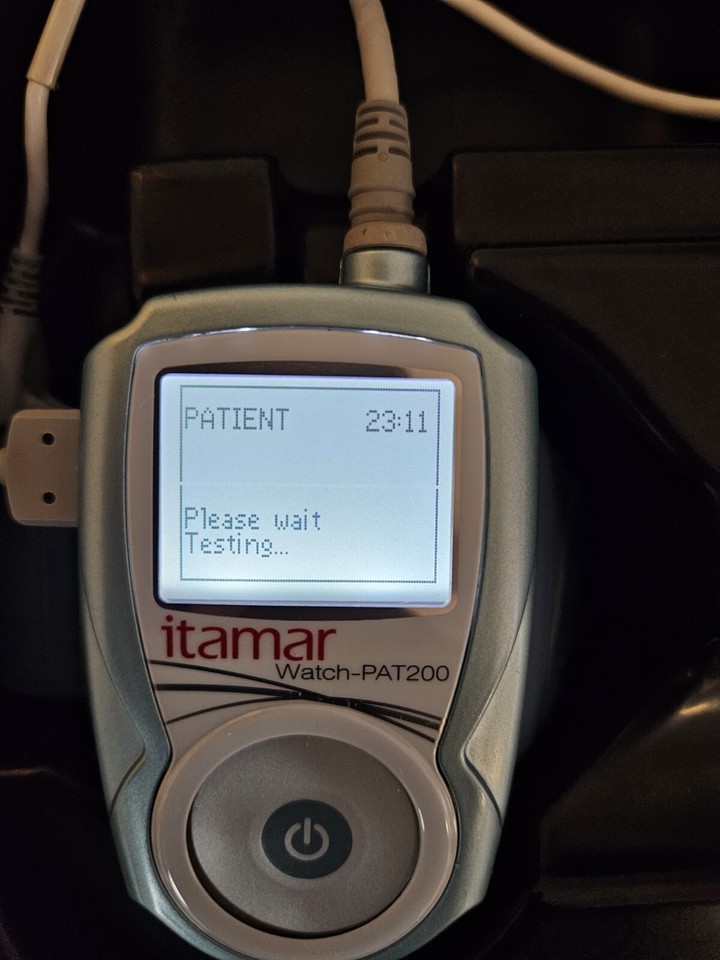 PATIENT 23:11
Please wait
Testing...
itamar
Watch-PAT200